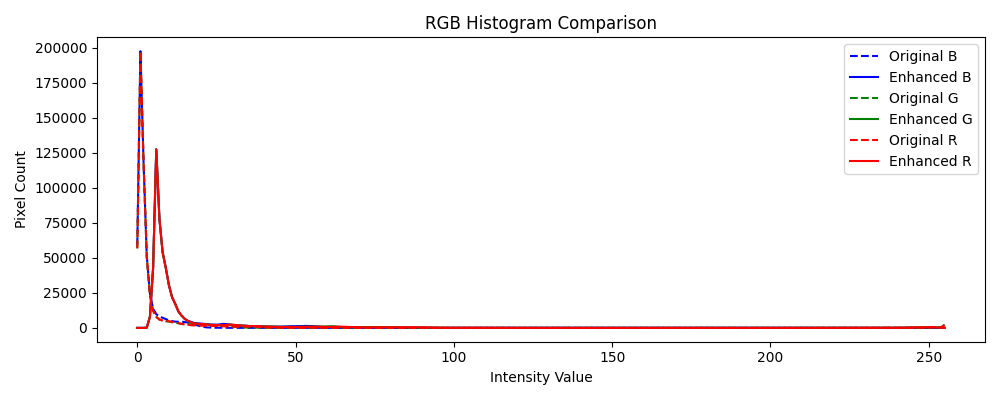 RGB Histogram Comparison
200000
175000
150000
125000
100000
75000
50000
25000
0
Pixel Count
Original B
Enhanced B
Original G
Enhanced G
Original R
Enhanced R
0 50 100 150 200 250
Intensity Value